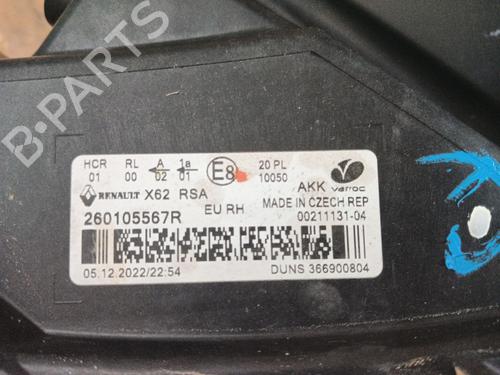 B-PARTS
HCR RL A 1a E8 20 PL
01 00 02 01 10050 AKK varroc
RENAULT X62 RSA MADE IN CZECH REP
260105567R EU RH 00211131-04
05.12.2022/22:54 DUNS 366900804